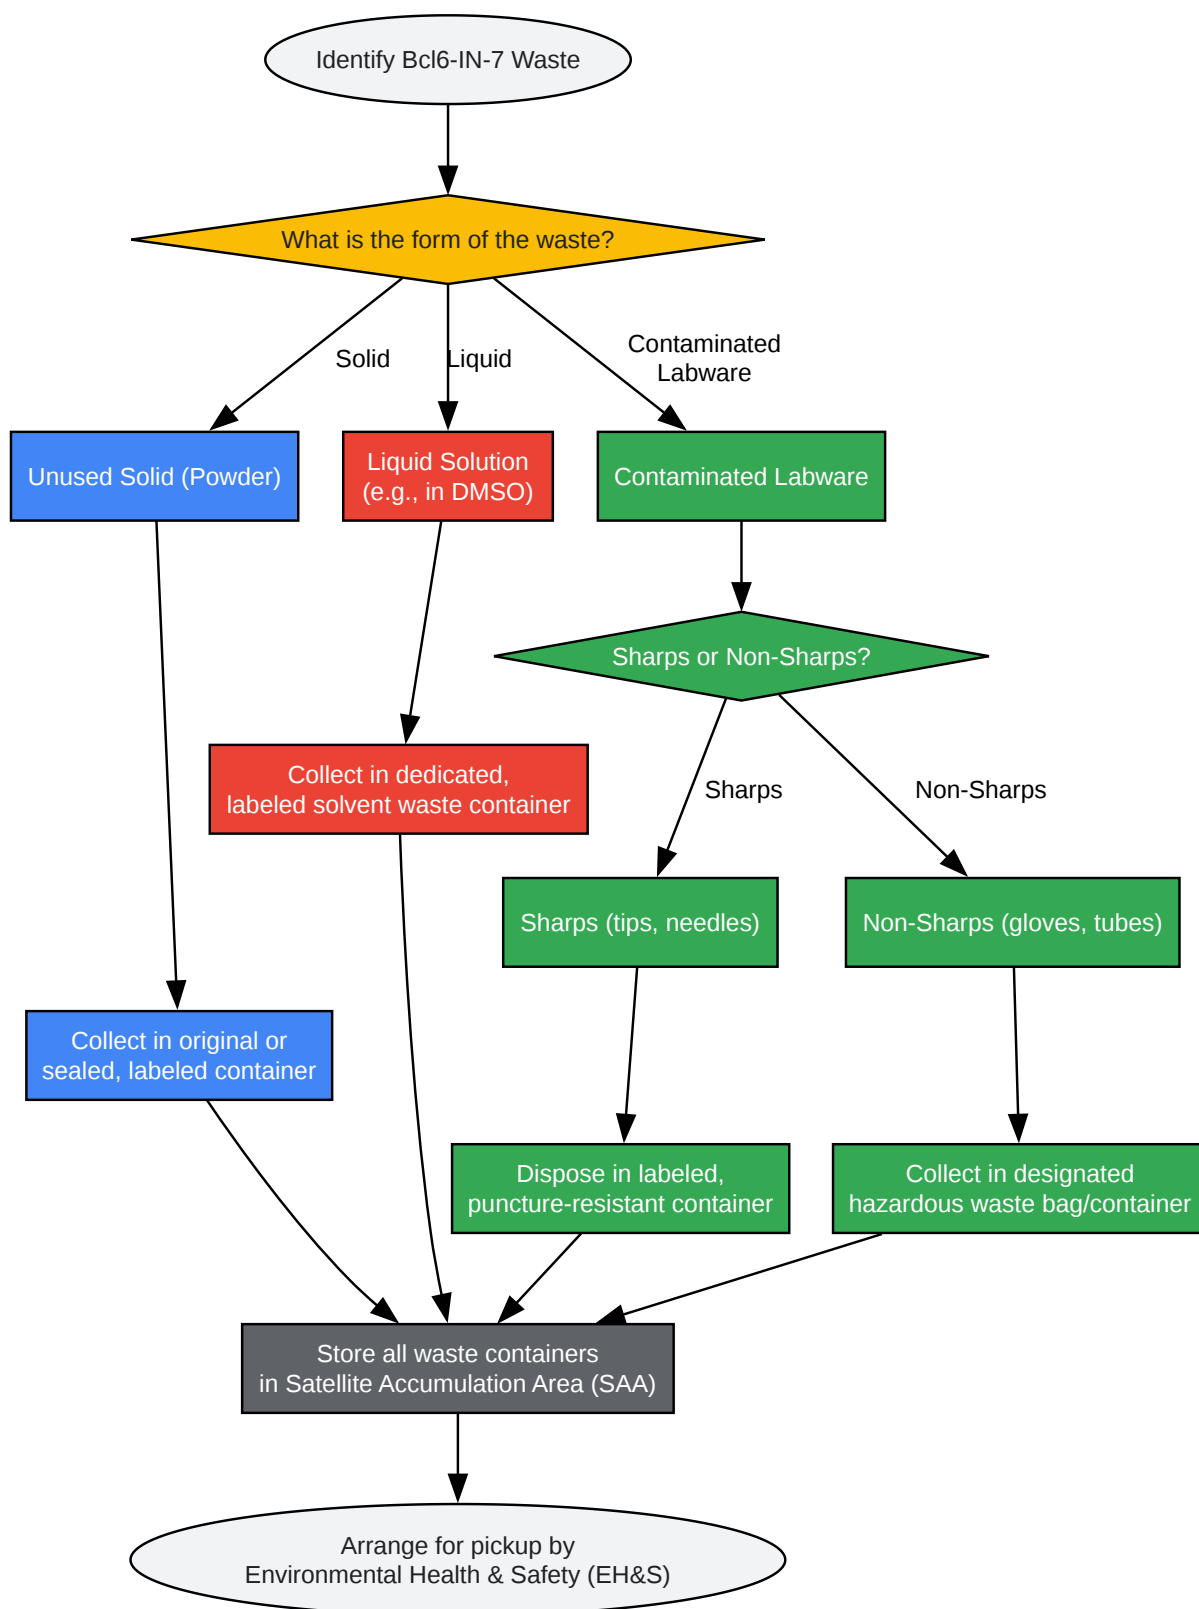 Identify Bcl6-IN-7 Waste
What is the form of the waste?
Solid
Liquid
Contaminated
Labware
Unused Solid (Powder)
Liquid Solution
(e.g., in DMSO)
Contaminated Labware
Sharps or Non-Sharps?
Collect in dedicated,
labeled solvent waste container
Sharps
Non-Sharps
Sharps (tips, needles)
Non-Sharps (gloves, tubes)
Collect in original or
sealed, labeled container
Dispose in labeled,
puncture-resistant container
Collect in designated
hazardous waste bag/container
Store all waste containers
in Satellite Accumulation Area (SAA)
Arrange for pickup by
Environmental Health & Safety (EH&S)